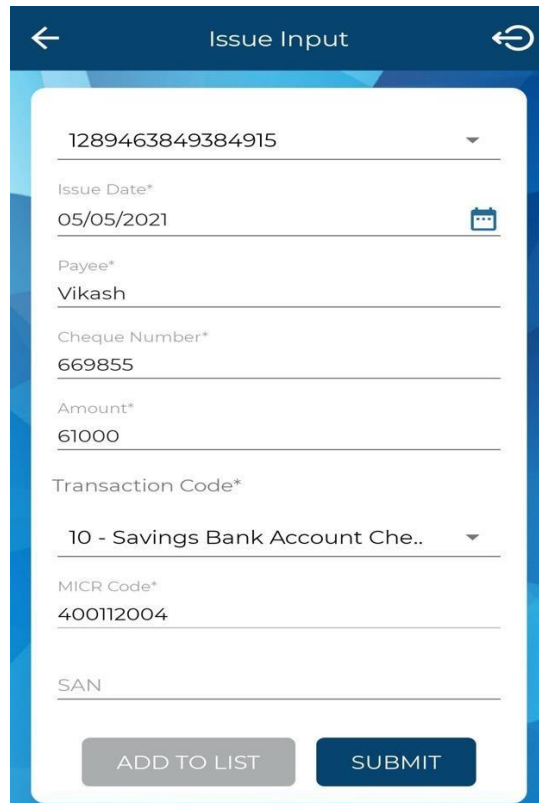 Issue Input
1289463849384915
Issue Date*
05/05/2021
Payee*
Vikash
Cheque Number*
669855
Amount*
61000
Transaction Code*
10 - Savings Bank Account Che..
MICR Code*
400112004
SAN
ADD TO LIST SUBMIT